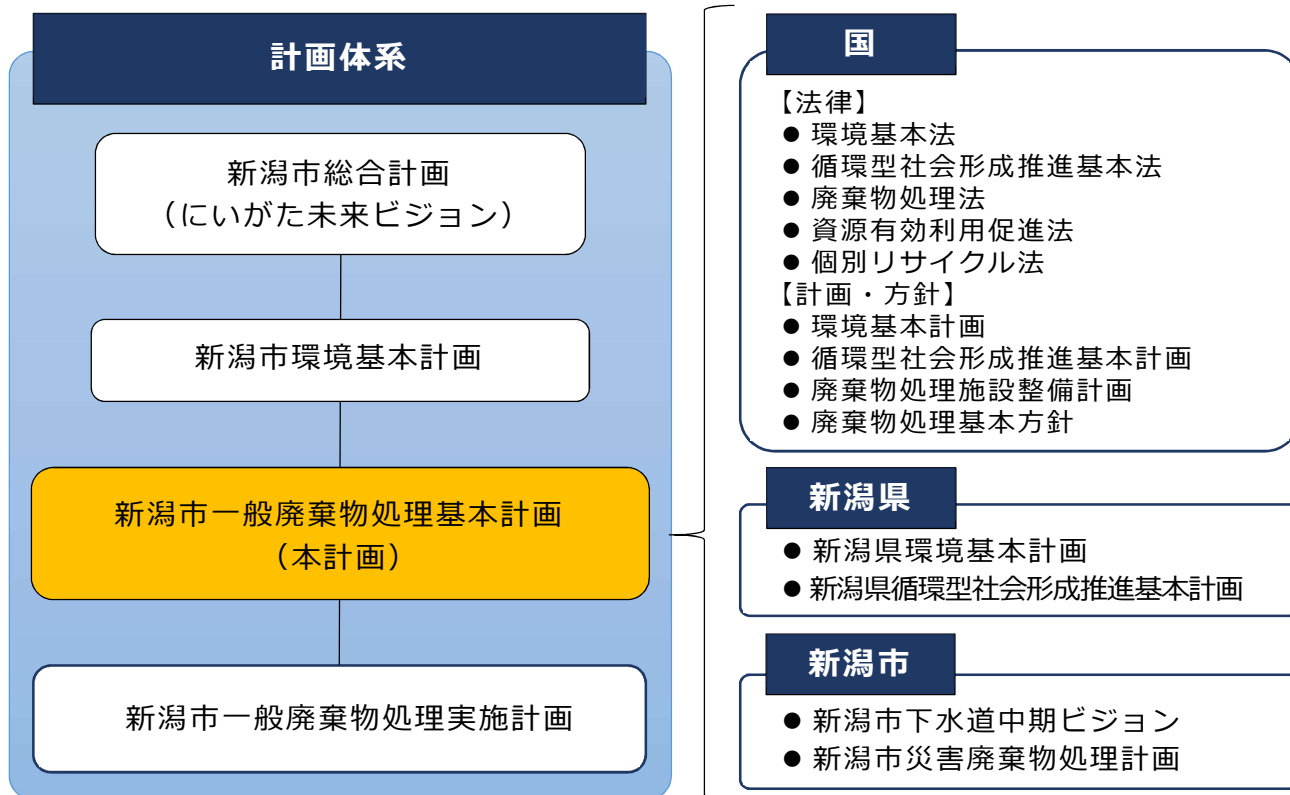 計画体系
新潟市総合計画
（にいがた未来ビジョン）
新潟市環境基本計画
新潟市一般廃棄物処理基本計画
（本計画）
新潟市一般廃棄物処理実施計画
国
【法律】
● 環境基本法
● 循環型社会形成推進基本法
● 廃棄物処理法
● 資源有効利用促進法
● 個別リサイクル法
【計画・方針】
● 環境基本計画
● 循環型社会形成推進基本計画
● 廃棄物処理施設整備計画
● 廃棄物処理基本方針
新潟県
● 新潟県環境基本計画
● 新潟県循環型社会形成推進基本計画
新潟市
● 新潟市下水道中期ビジョン
● 新潟市災害廃棄物処理計画